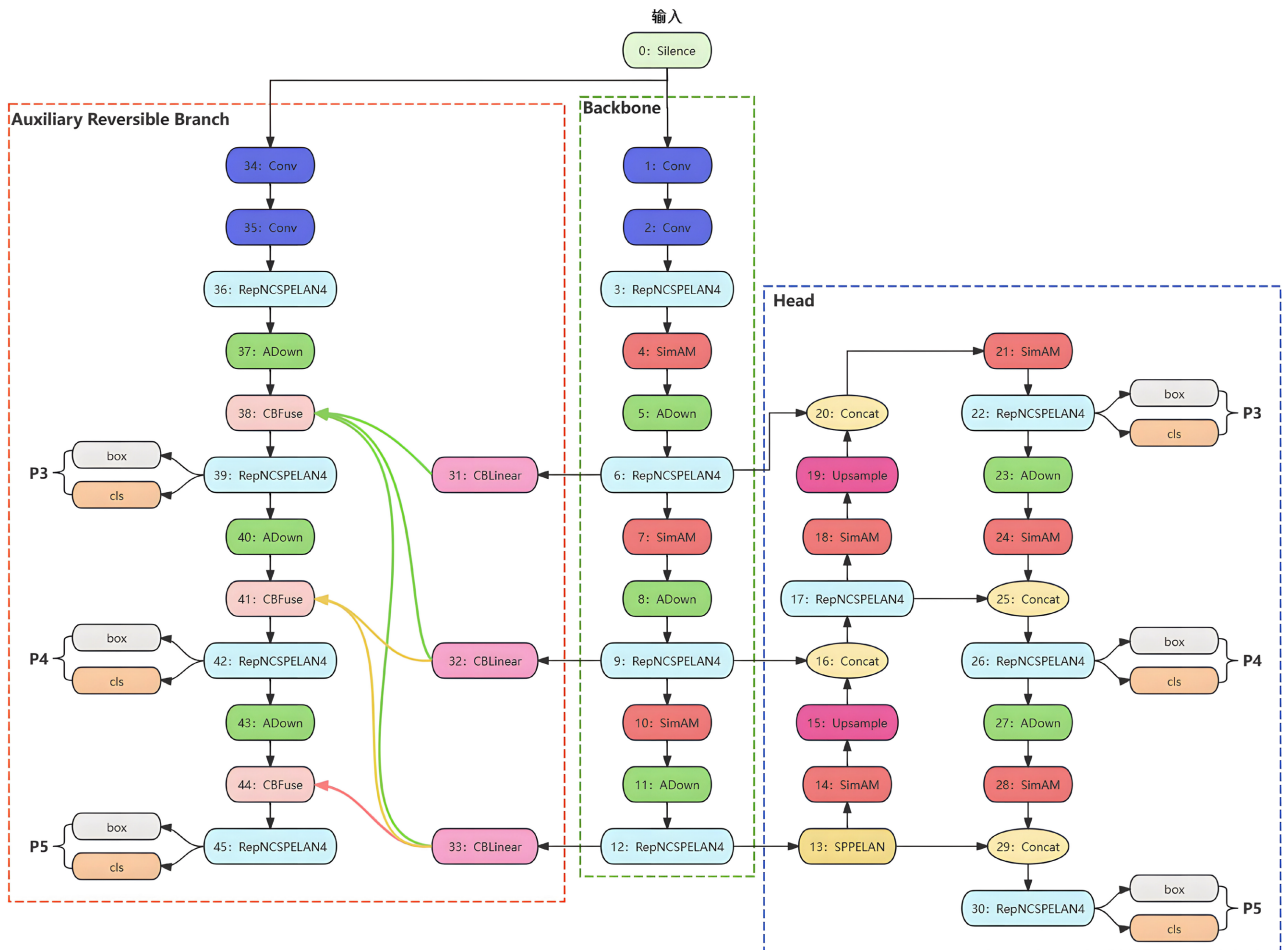 输入
0: Silence
Auxiliary Reversible Branch
34: Conv
35: Conv
36: RepNCSPELAN4
37: ADown
38: CBFuse
39: RepNCSPELAN4
P3
box
cls
40: ADown
41: CBFuse
42: RepNCSPELAN4
P4
box
cls
43: ADown
44: CBFuse
45: RepNCSPELAN4
P5
box
cls
31: CBLinear
32: CBLinear
33: CBLinear
Backbone
1: Conv
2: Conv
3: RepNCSPELAN4
4: SimAM
5: ADown
6: RepNCSPELAN4
7: SimAM
8: ADown
9: RepNCSPELAN4
10: SimAM
11: ADown
12: RepNCSPELAN4
Head
20: Concat
19: Upsample
18: SimAM
17: RepNCSPELAN4
16: Concat
15: Upsample
14: SimAM
13: SPPELAN
21: SimAM
22: RepNCSPELAN4
box
cls
P3
23: ADown
24: SimAM
25: Concat
26: RepNCSPELAN4
box
cls
P4
27: ADown
28: SimAM
29: Concat
30: RepNCSPELAN4
box
cls
P5